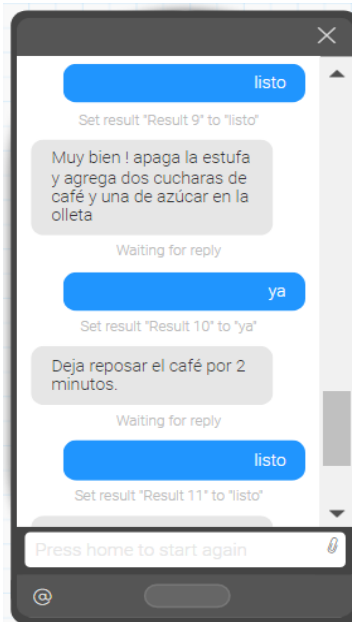 listo
Set result "Result 9" to "listo"
Muy bien ! apaga la estufa
y agrega dos cucharas de
café y una de azúcar en la
olleta
Waiting for reply
ya
Set result "Result 10" to "ya"
Deja reposar el café por 2
minutos.
Waiting for reply
listo
Set result "Result 11" to "listo"
Press home to start again
@